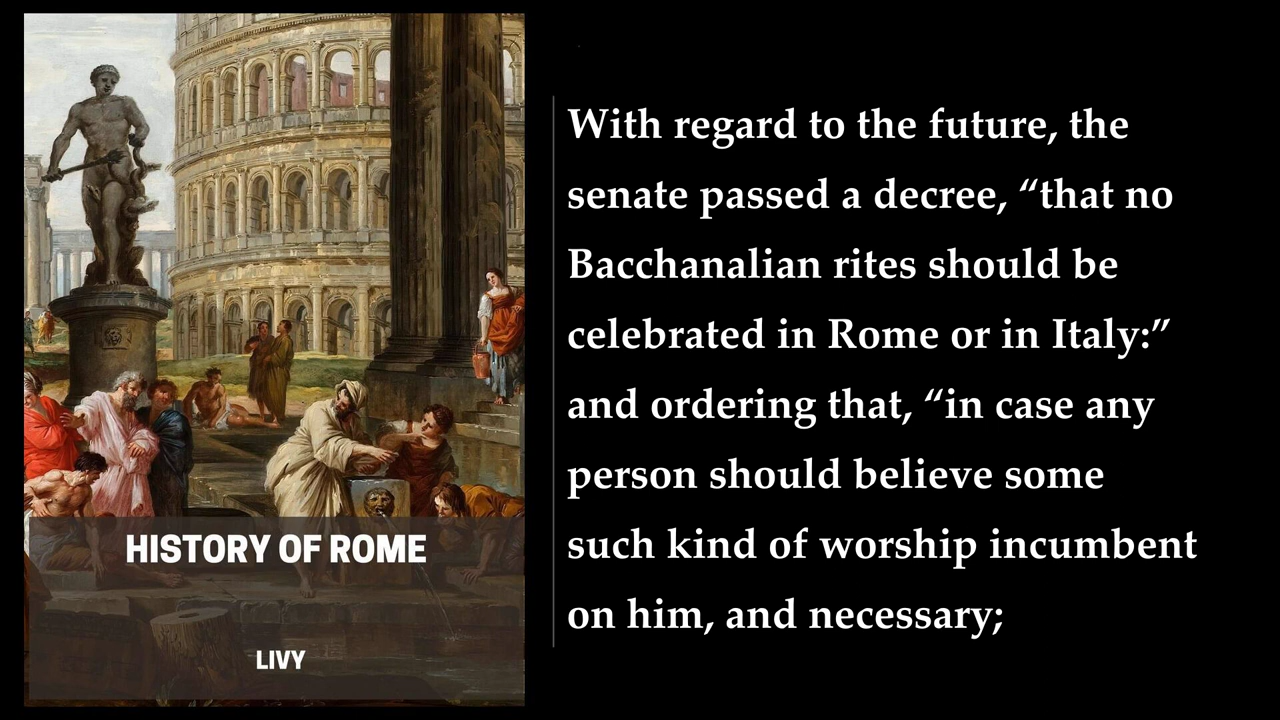 HISTORY OF ROME
LIVY
With regard to the future, the
senate passed a decree, “that no
Bacchanalian rites should be
celebrated in Rome or in Italy:”
and ordering that, “in case any
person should believe some
such kind of worship incumbent
on him, and necessary;